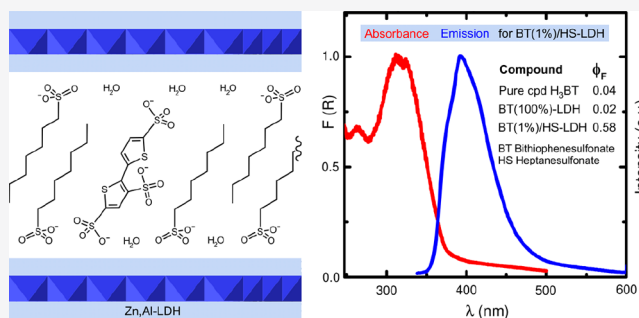 O
⁻O-S
O
H₂O
H₂O
O
⁻O-S
O
O⁻
O=S=O
S
S
O
O=S
O⁻
O
O=S
O⁻
O
S-O⁻
O
H₂O
O
S-O⁻
O
H₂O
O
S-O⁻
O
Zn,Al-LDH
Absorbance Emission for BT(1%)/HS-LDH
Compound ϕF
Pure cpd H₃BT 0.04
BT(100%)-LDH 0.02
BT(1%)/HS-LDH 0.58
BT Bithiophenesulfonate
HS Heptanesulfonate
F (R)
1.0
0.5
0.0
300 400 500 600
λ (nm)